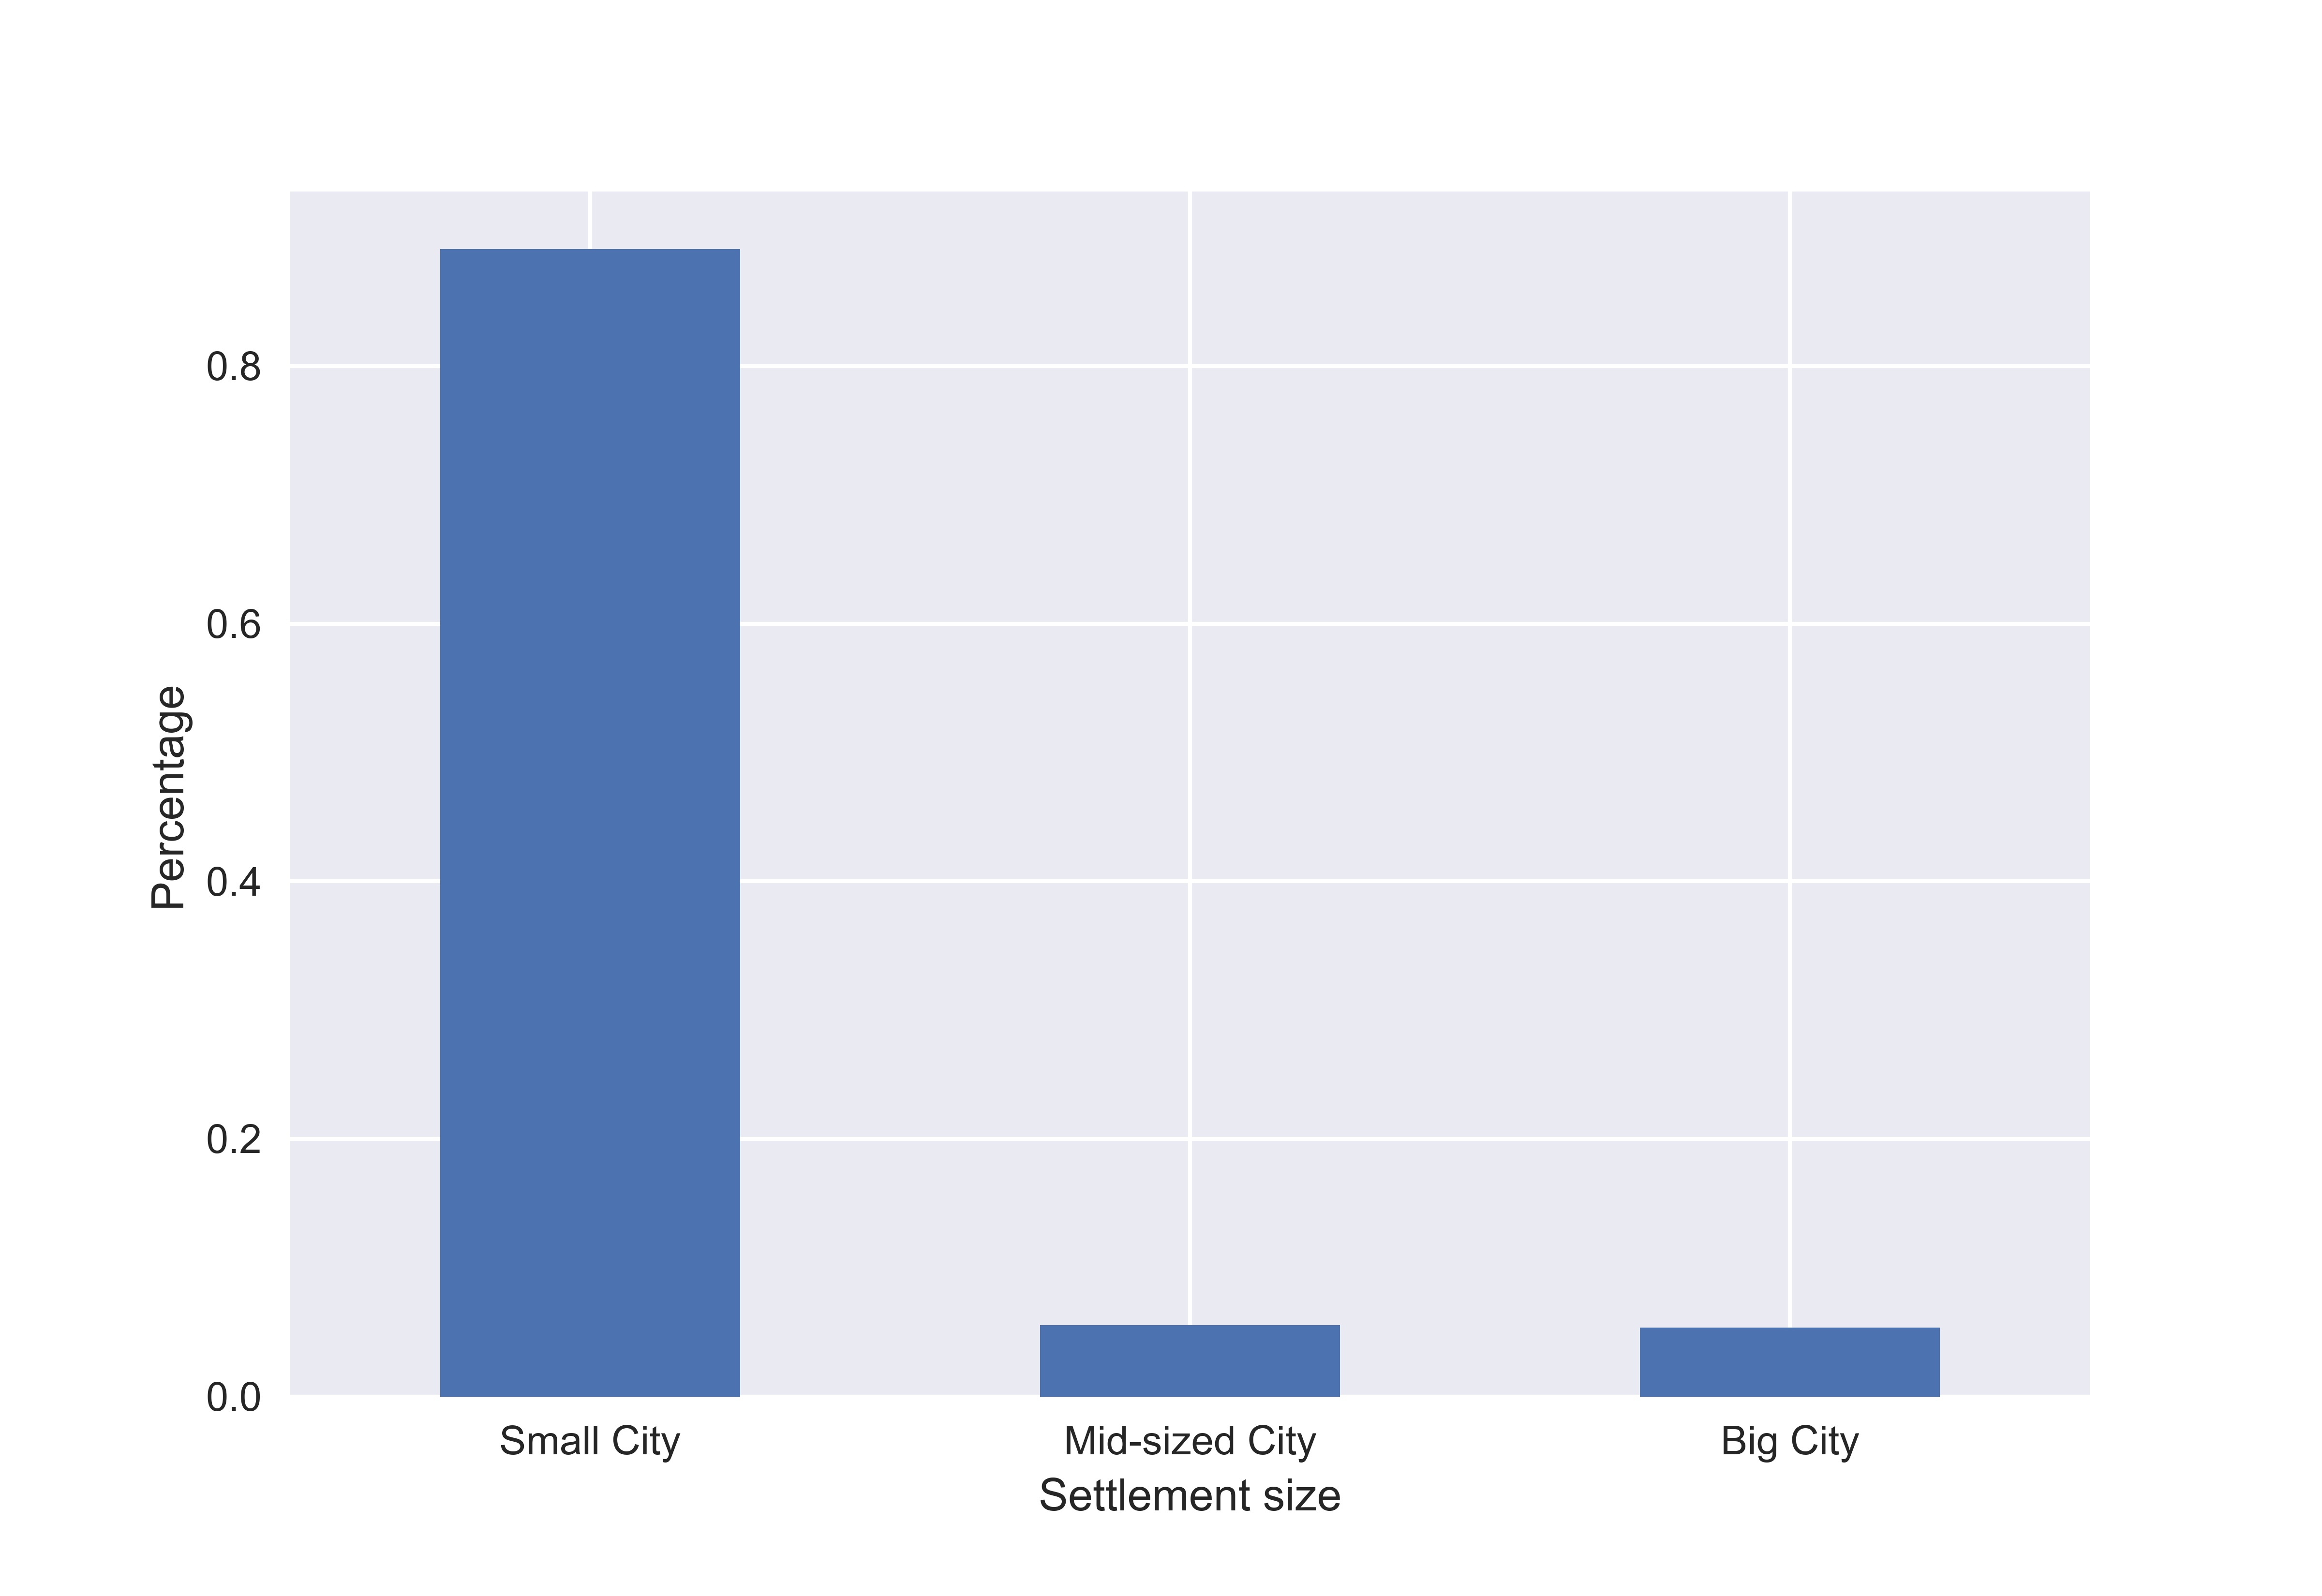 Percentage
0.8
0.6
0.4
0.2
0.0
Small City
Mid-sized City
Big City
Settlement size